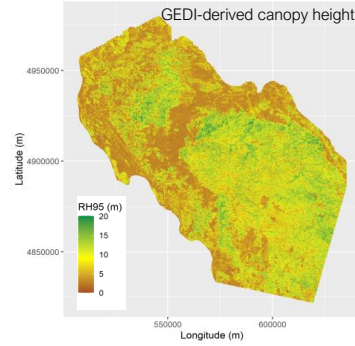 GEDI-derived canopy height
4950000
4900000
4850000
Latitude (m)
RH95 (m)
20
15
10
5
0
550000
600000
Longitude (m)